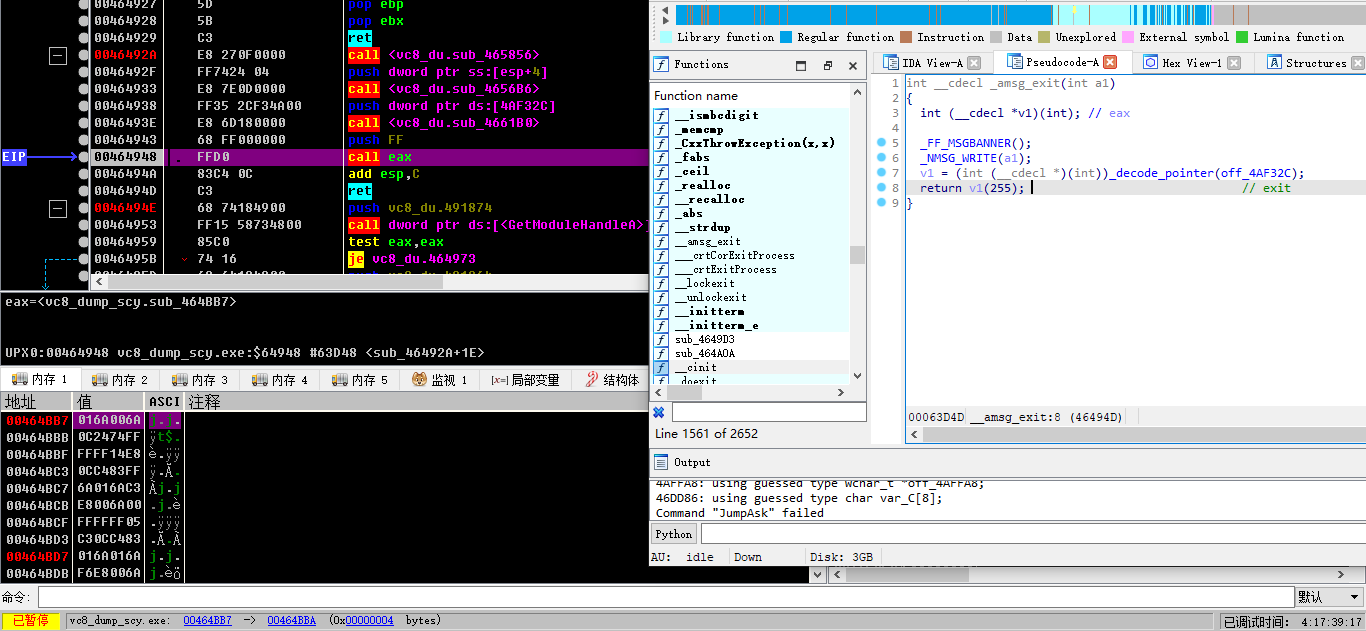 00464927 5D pop ebp
00464928 5B pop ebx
00464929 C3 ret
0046492A E8 270F0000 call <vc8_du.sub_465856>
0046492F FF7424 04 push dword ptr ss:[esp+4]
00464933 E8 7E0D0000 call <vc8_du.sub_4656B6>
00464938 FF35 2CF34A00 push dword ptr ds:[4AF32C]
0046493E E8 6D180000 call <vc8_du.sub_4661B0>
00464943 68 FF000000 push FF
EIP 00464948 FFD0 call eax
0046494A 83C4 0C add esp,C
0046494D C3 ret
0046494E 68 74184900 push vc8_du.491874
00464953 FF15 58734800 call dword ptr ds:[<GetModuleHandleA>]
00464959 85C0 test eax,eax
0046495B 74 16 je vc8_du.464973
eax=<vc8_dump_scy.sub_464BB7>
UPX0:00464948 vc8_dump_scy.exe:$64948 #63D48 <sub_46492A+1E>
内存 1 内存 2 内存 3 内存 4 内存 5 监视 1 [x=] 局部变量 结构体
地址 值 ASCI 注释
00464BB7 016A006A j.j.
00464BBB 0C2474FF ÿt$.
00464BBF FFFF14E8 è.ÿÿ
00464BC3 0CC483FF ÿ.Ä.
00464BC7 6A016AC3 Ãj.j
00464BCB E8006A00 .j.è
00464BCF FFFFFF05 .ÿÿÿ
00464BD3 C30CC483 .Ä.Ã
00464BD7 016A016A j.j.
00464BDB F6E8006A j.èö
Library function Regular function Instruction Data Unexplored External symbol Lumina function
Functions
Function name
__ismbcdigit
_memcmp
_CxxThrowException(x,x)
_fabs
_ceil
_realloc
__recalloc
_abs
__strdup
__amsg_exit
___crtCorExitProcess
___crtExitProcess
__lockexit
__unlockexit
__initterm
__initterm_e
sub_4649D3
sub_464A0A
__cinit
_doexit
Line 1561 of 2652
IDA View-A Pseudocode-A Hex View-1 Structures
1 int __cdecl _amsg_exit(int a1)
2 {
3 int (__cdecl *v1)(int); // eax
4
5 _FF_MSGBANNER();
6 _NMSG_WRITE(a1);
7 v1 = (int (__cdecl *)(int))_decode_pointer(off_4AF32C);
8 return v1(255); // exit
9 }
00063D4D __amsg_exit:8 (46494D)
Output
4AFFA8: using guessed type wchar_t *off_4AFFA8;
46DD86: using guessed type char var_C[8];
Command "JumpAsk" failed
Python
AU: idle Down Disk: 3GB
命令: 默认
已暂停 vc8_dump_scy.exe: 00464BB7 -> 00464BBA (0x00000004 bytes) 已调试时间: 4:17:39:17